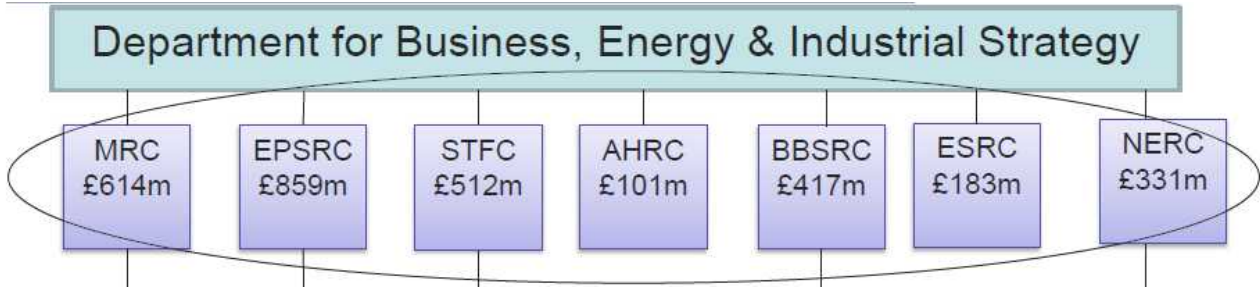 Department for Business, Energy & Industrial Strategy
MRC
£614m
EPSRC
£859m
STFC
£512m
AHRC
£101m
BBSRC
£417m
ESRC
£183m
NERC
£331m